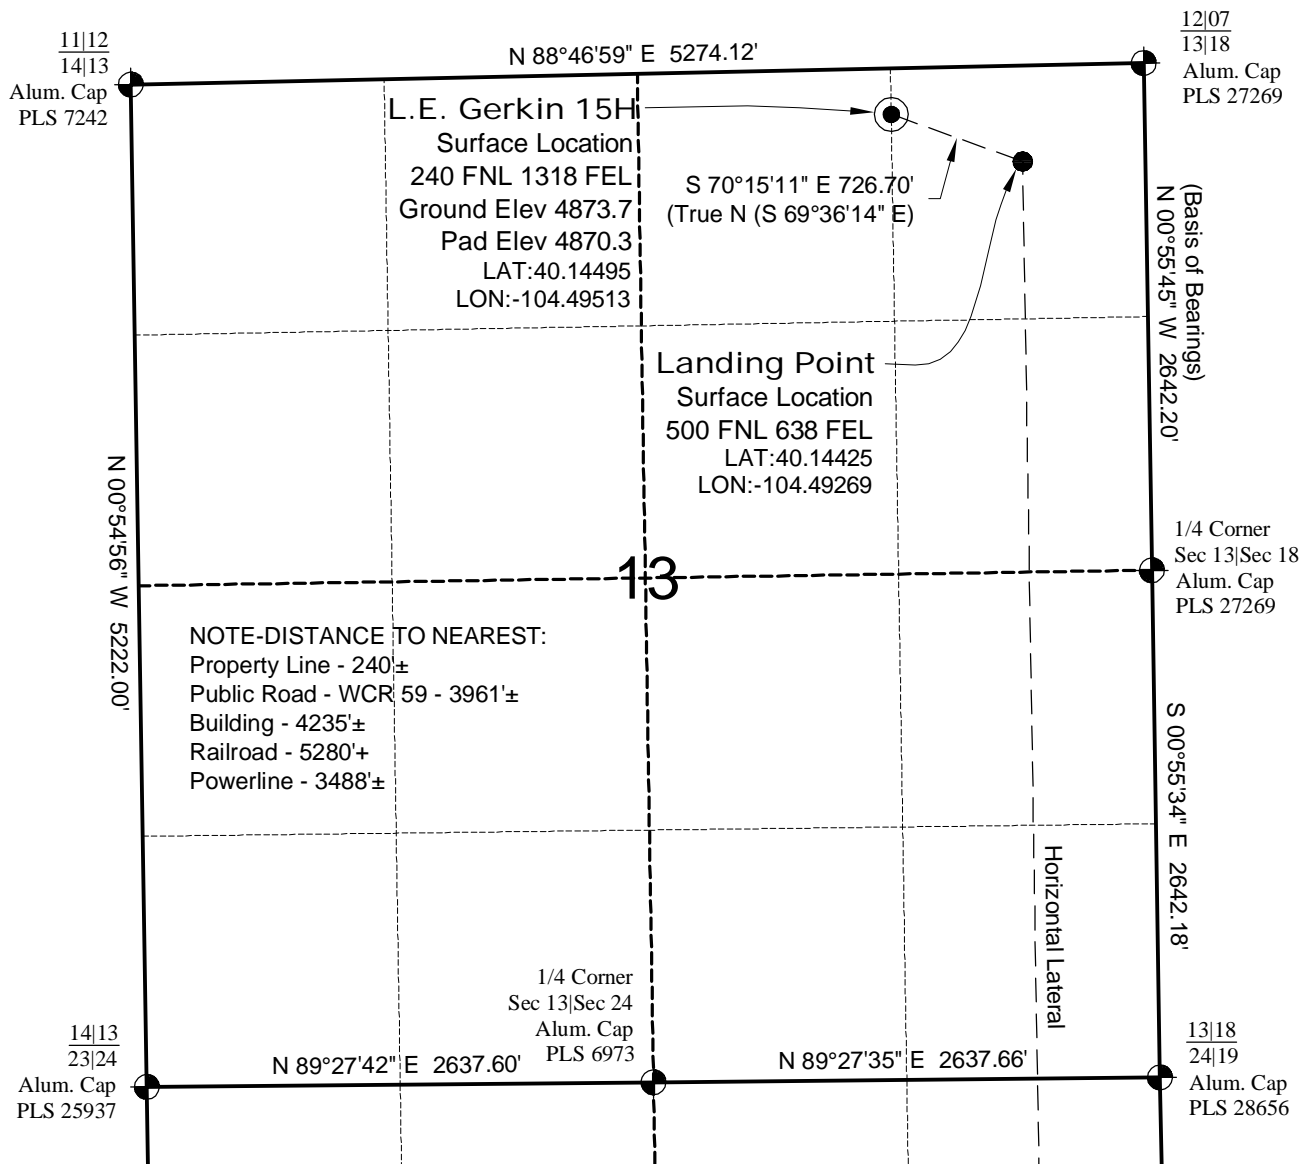 11|12
14|13
Alum. Cap
PLS 7242
N 88°46'59" E 5274.12'
12|07
13|18
Alum. Cap
PLS 27269
L.E. Gerkin 15H
Surface Location
240 FNL 1318 FEL
Ground Elev 4873.7
Pad Elev 4870.3
LAT:40.14495
LON:-104.49513
S 70°15'11" E 726.70'
(True N (S 69°36'14" E)
(Basis of Bearings)
N 00°55'45" W 2642.20'
Landing Point
Surface Location
500 FNL 638 FEL
LAT:40.14425
LON:-104.49269
N 00°54'56" W 5222.00'
13
1/4 Corner
Sec 13|Sec 18
Alum. Cap
PLS 27269
NOTE-DISTANCE TO NEAREST:
Property Line - 240'±
Public Road - WCR 59 - 3961'±
Building - 4235'±
Railroad - 5280'+
Powerline - 3488'±
S 00°55'34" E 2642.18'
Horizontal Lateral
1/4 Corner
Sec 13|Sec 24
Alum. Cap
PLS 6973
14|13
23|24
Alum. Cap
PLS 25937
N 89°27'42" E 2637.60'
N 89°27'35" E 2637.66'
13|18
24|19
Alum. Cap
PLS 28656